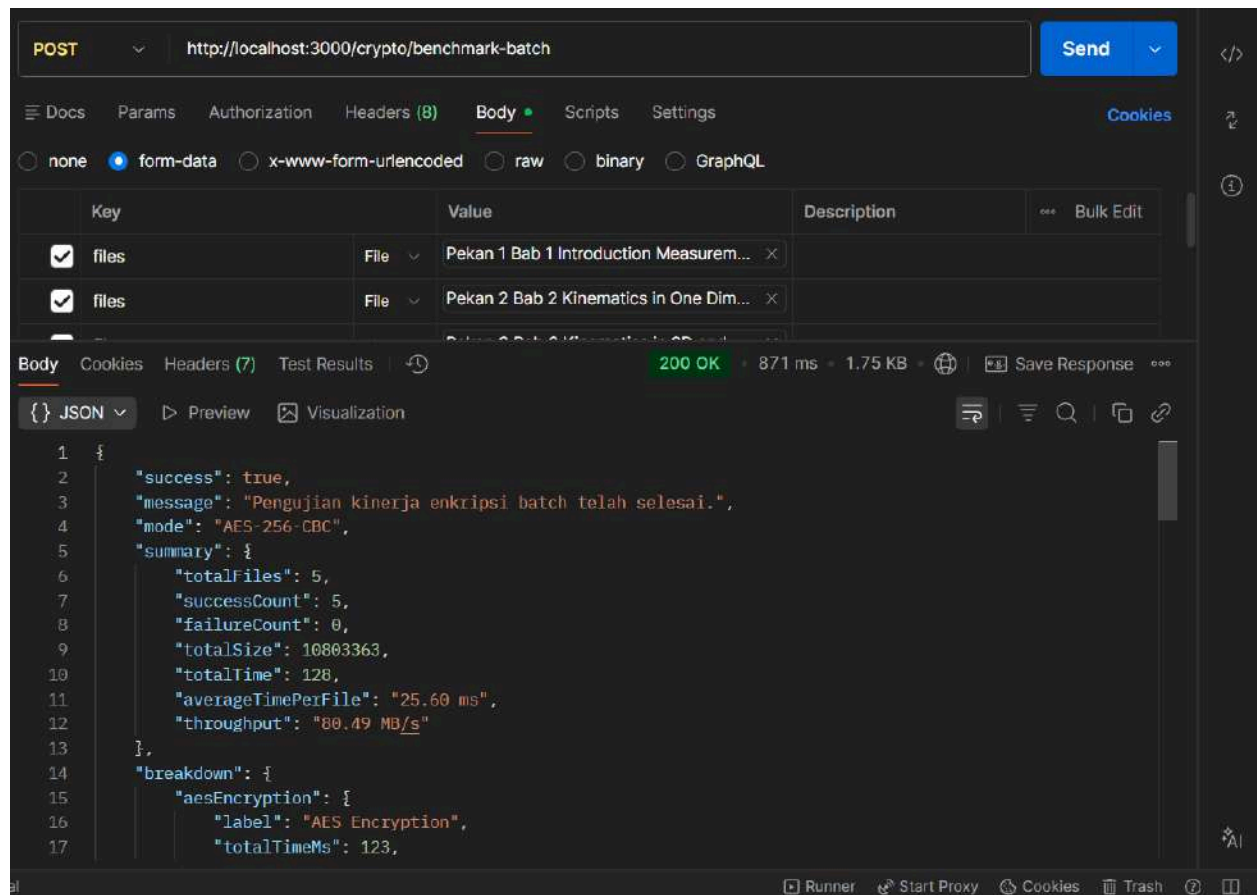 POST http://localhost:3000/crypto/benchmark-batch Send
Docs Params Authorization Headers (8) Body Scripts Settings Cookies
none form-data x-www-form-urlencoded raw binary GraphQL
Key Value Description Bulk Edit
files File Pekan 1 Bab 1 Introduction Measurem...
files File Pekan 2 Bab 2 Kinematics in One Dim...
Body Cookies Headers (7) Test Results 200 OK 871 ms 1.75 KB Save Response
{} JSON Preview Visualization
1 {
2 "success": true,
3 "message": "Pengujian kinerja enkripsi batch telah selesai.",
4 "mode": "AES-256-CBC",
5 "summary": {
6 "totalFiles": 5,
7 "successCount": 5,
8 "failureCount": 0,
9 "totalSize": 10803363,
10 "totalTime": 128,
11 "averageTimePerFile": "25.60 ms",
12 "throughput": "80.49 MB/s"
13 },
14 "breakdown": {
15 "aesEncryption": {
16 "label": "AES Encryption",
17 "totalTimeMs": 123,
AI
Runner Start Proxy Cookies Trash